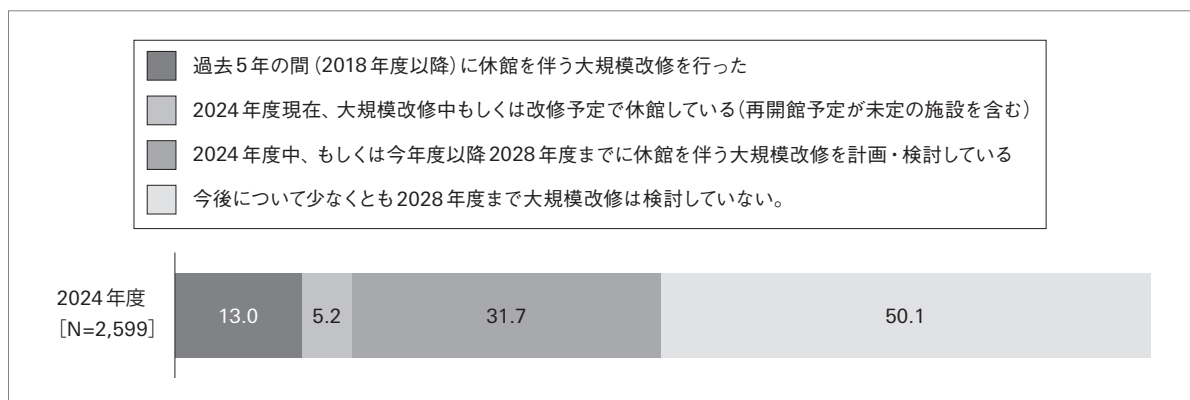 過去5年の間（2018年度以降）に休館を伴う大規模改修を行った
2024年度現在、大規模改修中もしくは改修予定で休館している（再開館予定が未定の施設を含む）
2024年度中、もしくは今年度以降2028年度までに休館を伴う大規模改修を計画・検討している
今後について少なくとも2028年度まで大規模改修は検討していない。
2024年度
［N=2,599］
13.0 5.2 31.7 50.1